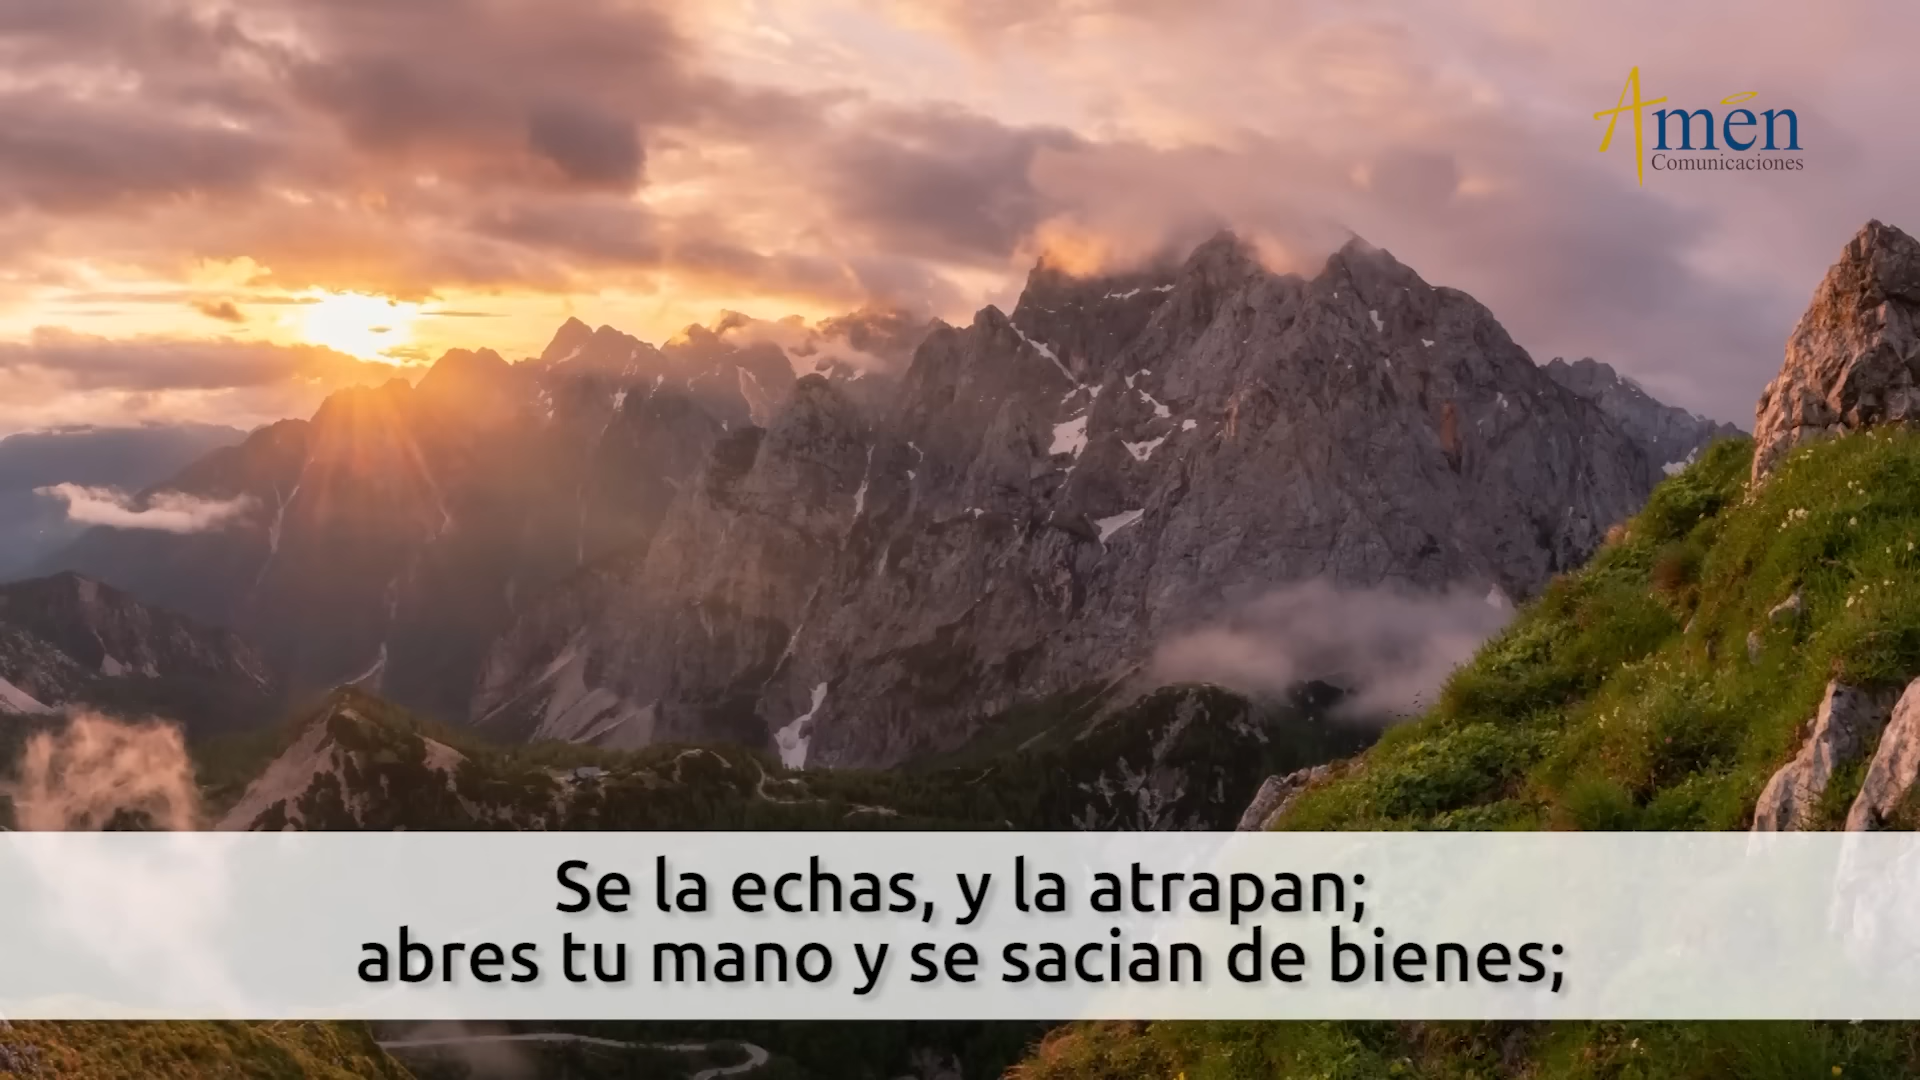 Amén
Comunicaciones
Se la echas, y la atrapan;
abres tu mano y se sacian de bienes;